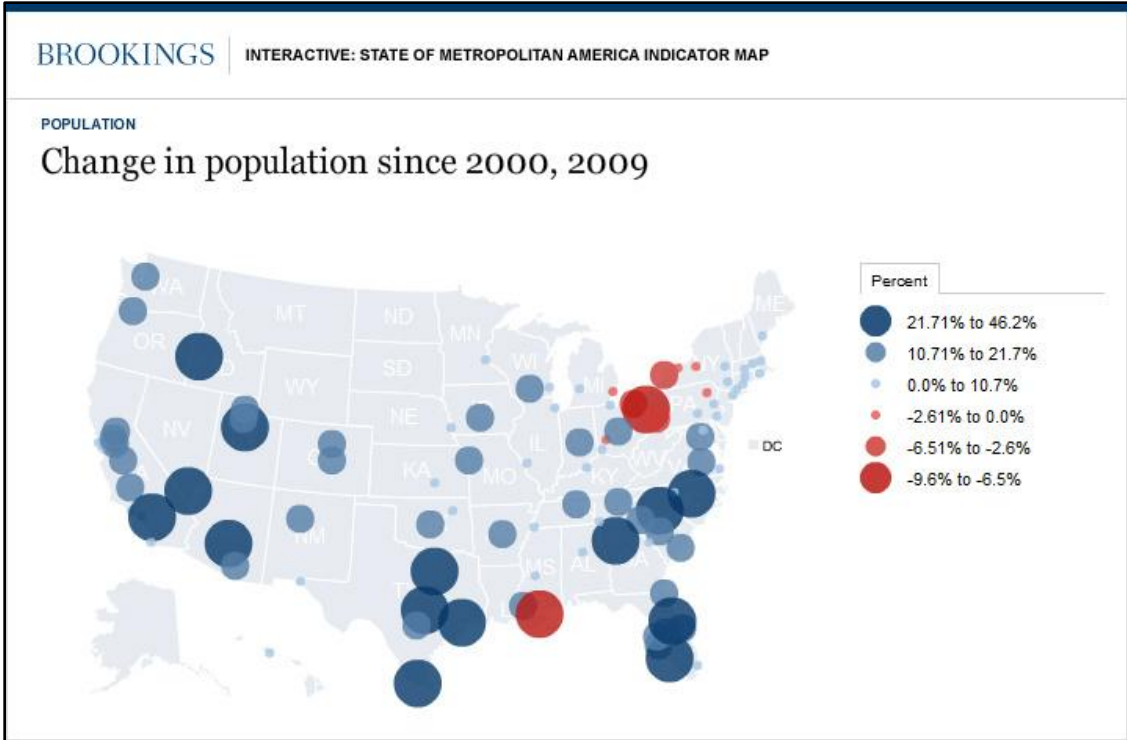 BROOKINGS
INTERACTIVE: STATE OF METROPOLITAN AMERICA INDICATOR MAP
POPULATION
Change in population since 2000, 2009
Percent
21.71% to 46.2%
10.71% to 21.7%
0.0% to 10.7%
-2.61% to 0.0%
-6.51% to -2.6%
-9.6% to -6.5%
WA
MT
ND
MN
ME
OR
SD
WI
MI
NY
WY
NE
PA
NV
IL
DC
KA
MO
WV
KY
NM
MS
AL
GA